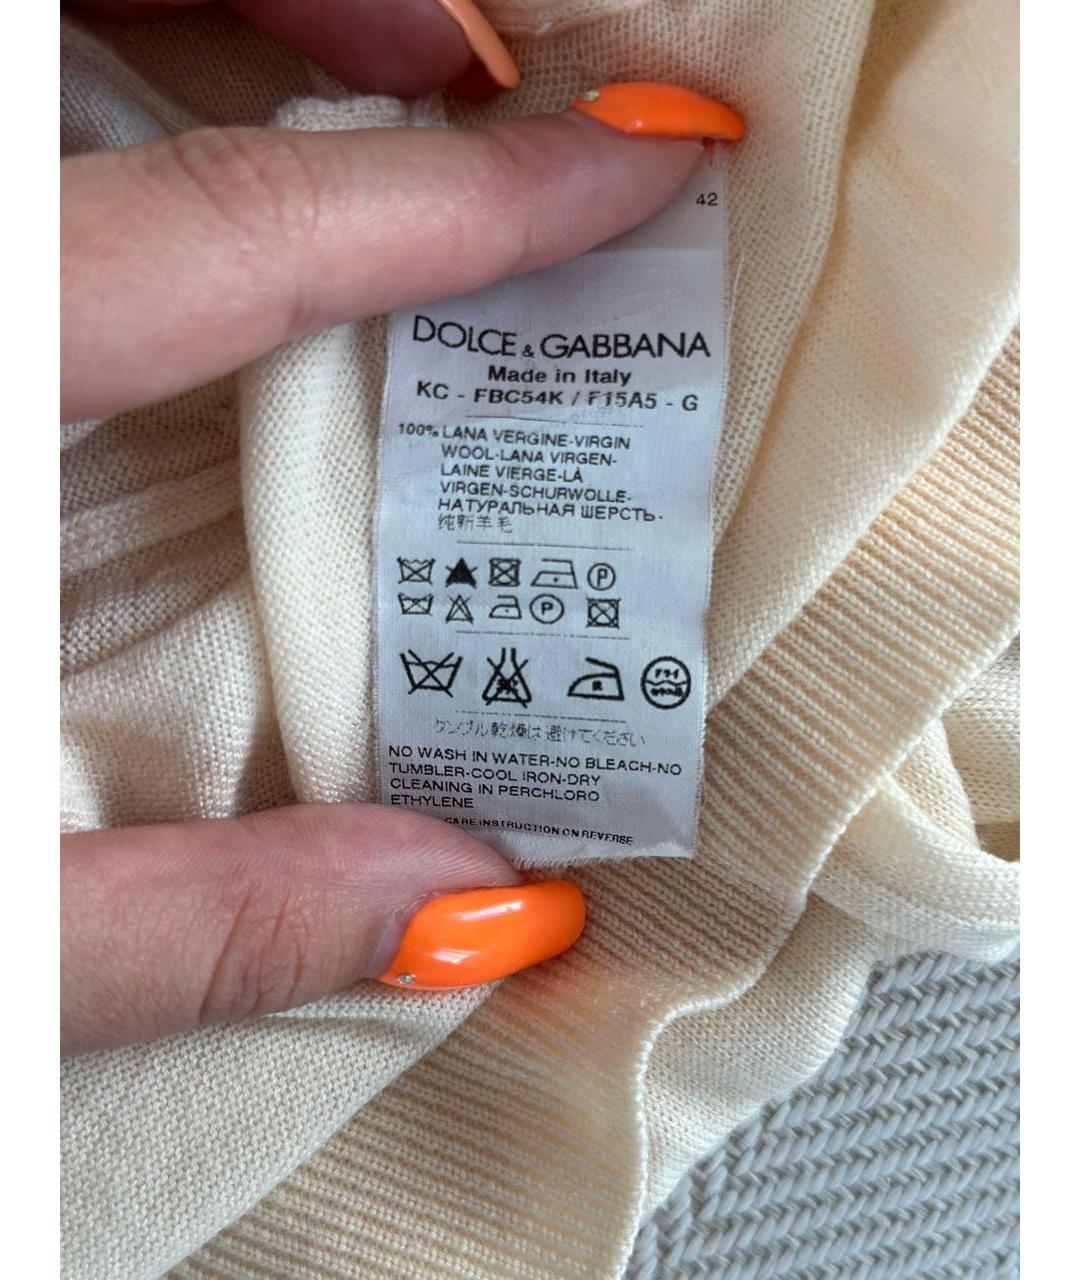 42
DOLCE & GABBANA
Made in Italy
KC - FBC54K / F15A5 - G
100% LANA VERGINE-VIRGIN
WOOL-LANA VIRGEN-
LAINE VIERGE-LÀ
VIRGEN-SCHURWOLLE-
НАТУРАЛЬНАЯ ШЕРСТЬ-
纯新羊毛
P
P
ドライ
タンブル乾燥は避けてください
NO WASH IN WATER-NO BLEACH-NO
TUMBLER-COOL IRON-DRY
CLEANING IN PERCHLORO
ETHYLENE
CARE INSTRUCTION ON REVERSE